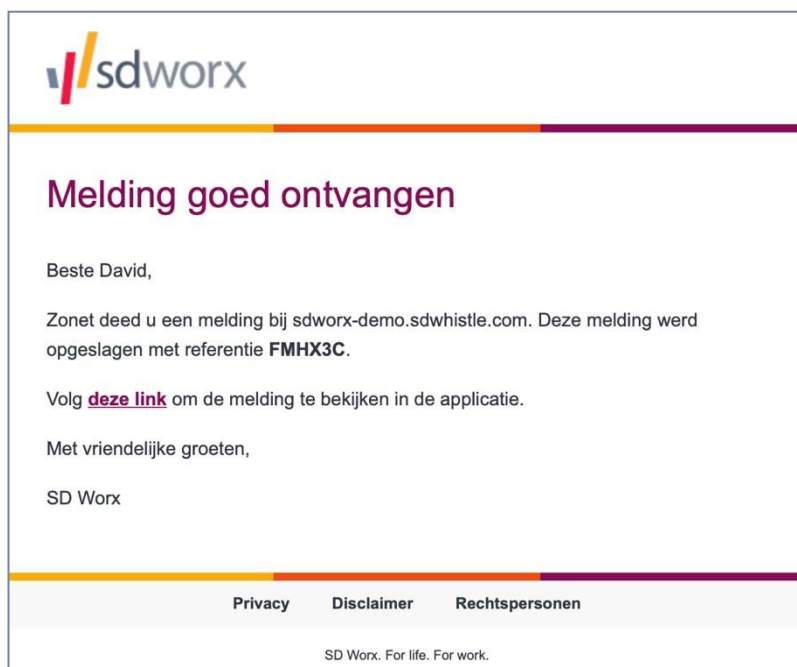 sdworx
Melding goed ontvangen
Beste David,
Zonet deed u een melding bij sdworx-demo.sdwhistle.com. Deze melding werd
opgeslagen met referentie FMHX3C.
Volg deze link om de melding te bekijken in de applicatie.
Met vriendelijke groeten,
SD Worx
Privacy Disclaimer Rechtspersonen
SD Worx. For life. For work.